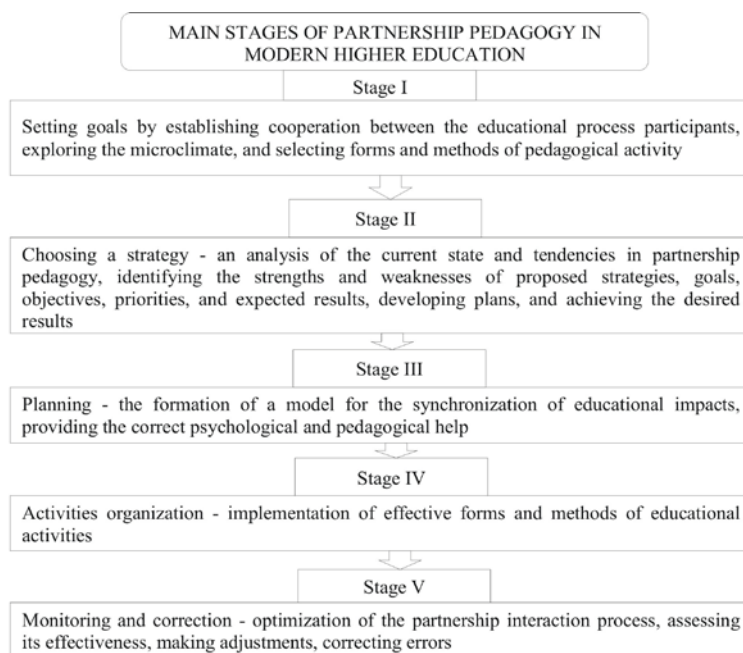 MAIN STAGES OF PARTNERSHIP PEDAGOGY IN
MODERN HIGHER EDUCATION
Stage I
Setting goals by establishing cooperation between the educational process participants,
exploring the microclimate, and selecting forms and methods of pedagogical activity
Stage II
Choosing a strategy - an analysis of the current state and tendencies in partnership
pedagogy, identifying the strengths and weaknesses of proposed strategies, goals,
objectives, priorities, and expected results, developing plans, and achieving the desired
results
Stage III
Planning - the formation of a model for the synchronization of educational impacts,
providing the correct psychological and pedagogical help
Stage IV
Activities organization - implementation of effective forms and methods of educational
activities
Stage V
Monitoring and correction - optimization of the partnership interaction process, assessing
its effectiveness, making adjustments, correcting errors